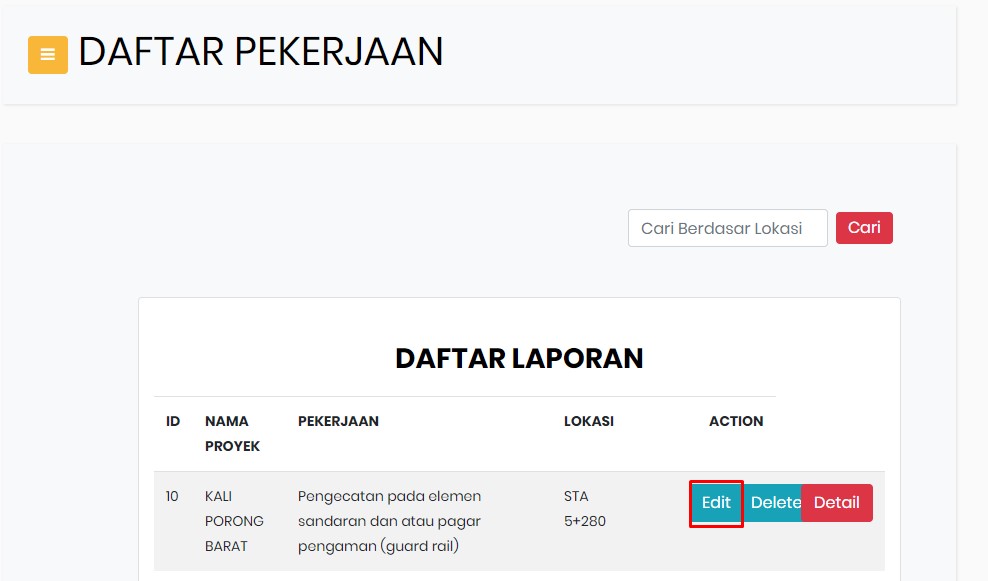 DAFTAR PEKERJAAN
Cari Berdasar Lokasi Cari
DAFTAR LAPORAN
ID NAMA PROYEK PEKERJAAN LOKASI ACTION
10 KALI PORONG BARAT Pengecatan pada elemen sandaran dan atau pagar pengaman (guard rail) STA 5+280 Edit Delete Detail